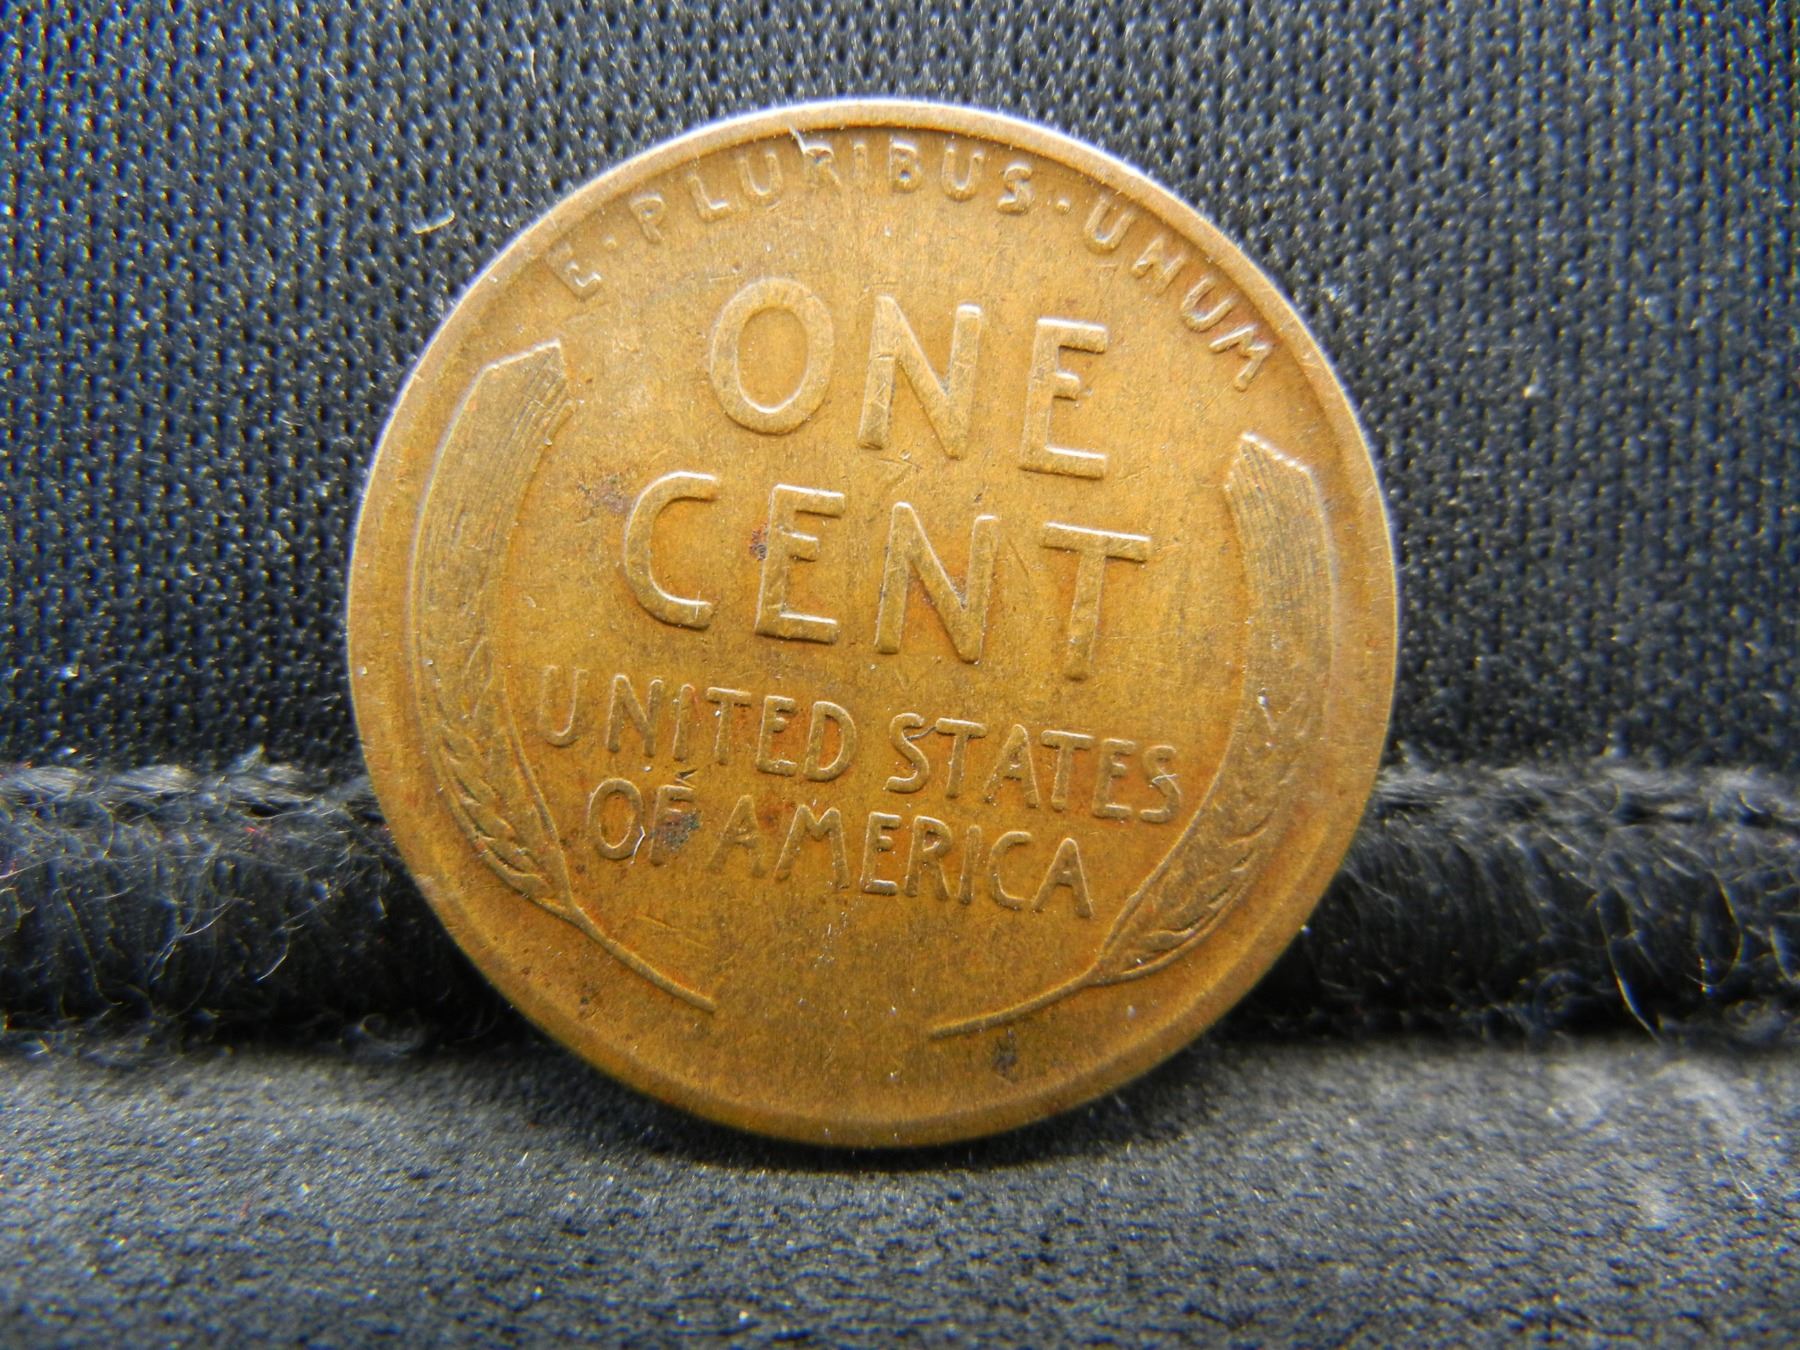 E·PLURIBUS·UNUM
ONE
CENT
UNITED STATES
OF AMERICA